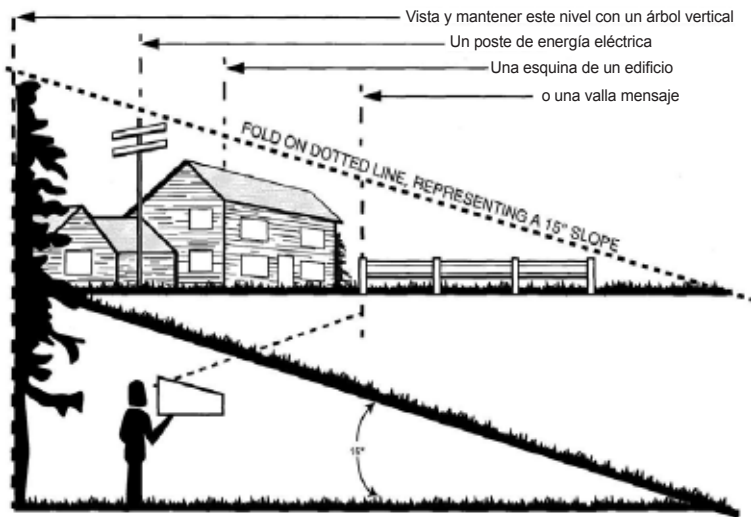 Vista y mantener este nivel con un árbol vertical
Un poste de energía eléctrica
Una esquina de un edificio
o una valla mensaje
FOLD ON DOTTED LINE, REPRESENTING A 15° SLOPE
15°